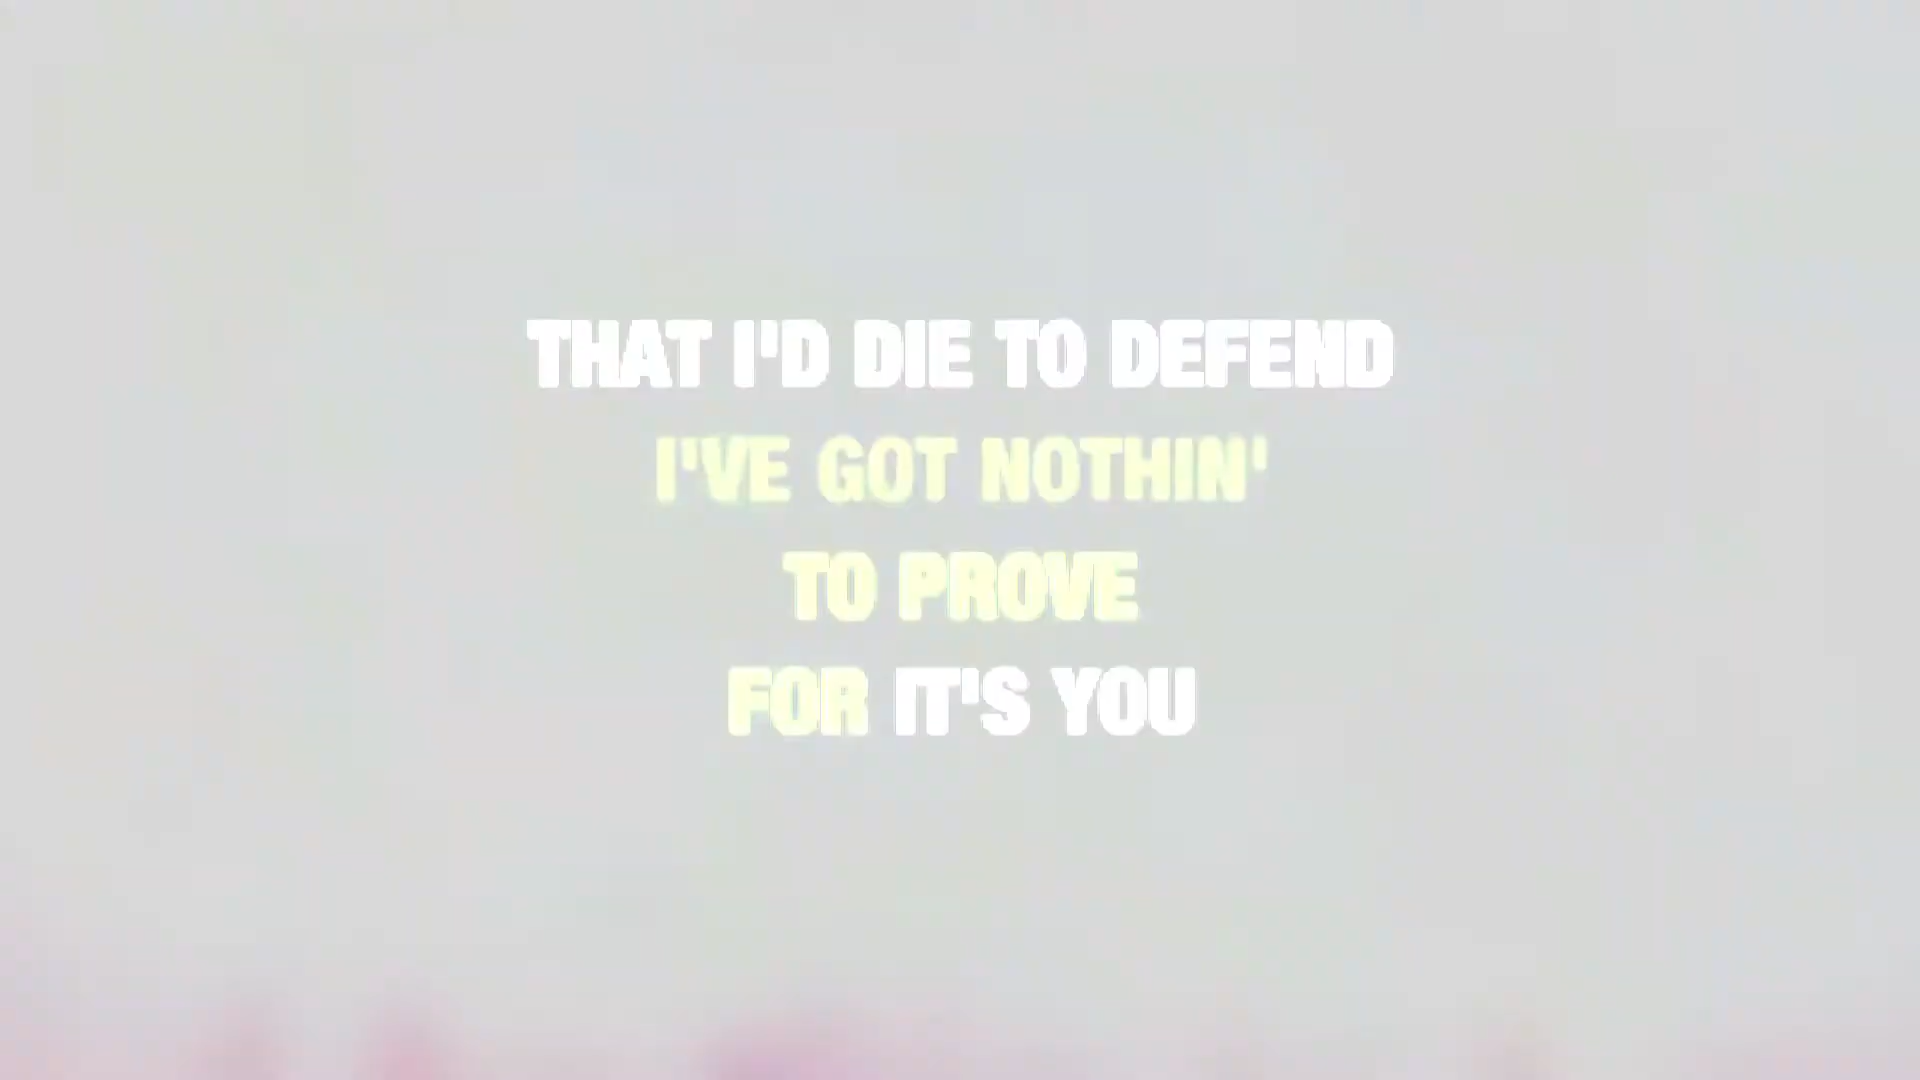 THAT I'D DIE TO DEFEND
I'VE GOT NOTHIN'
TO PROVE
FOR IT'S YOU